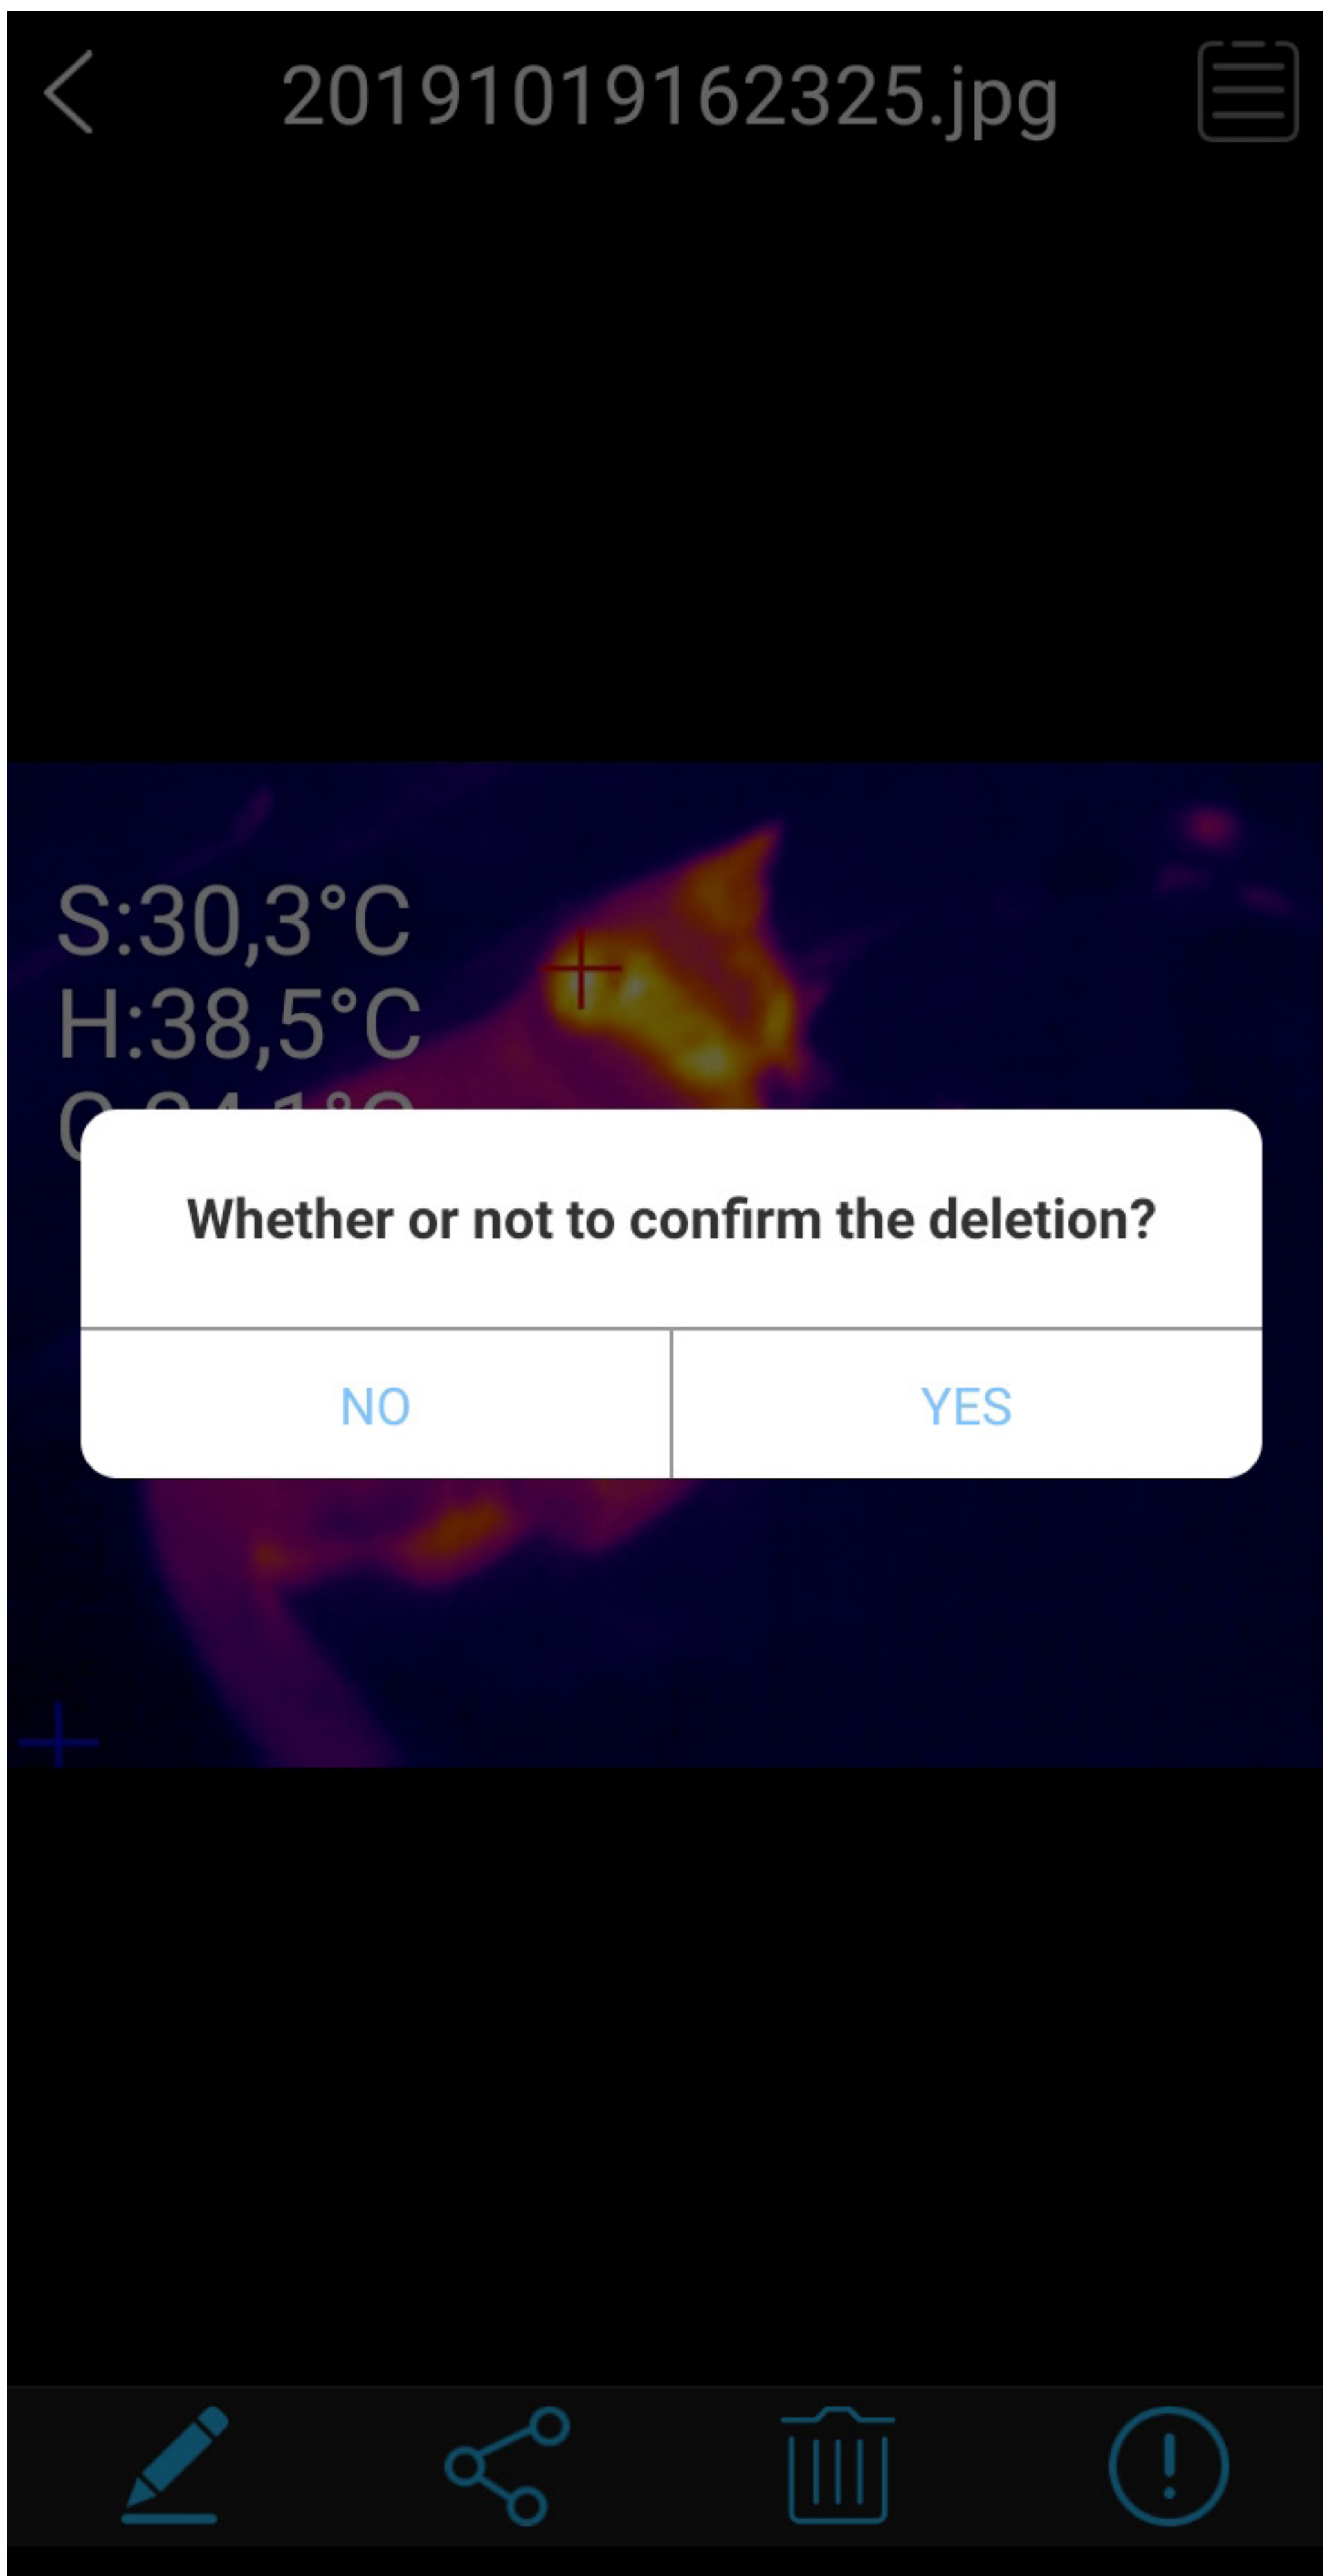 20191019162325.jpg
S:30,3°C
H:38,5°C
Whether or not to confirm the deletion?
NO
YES